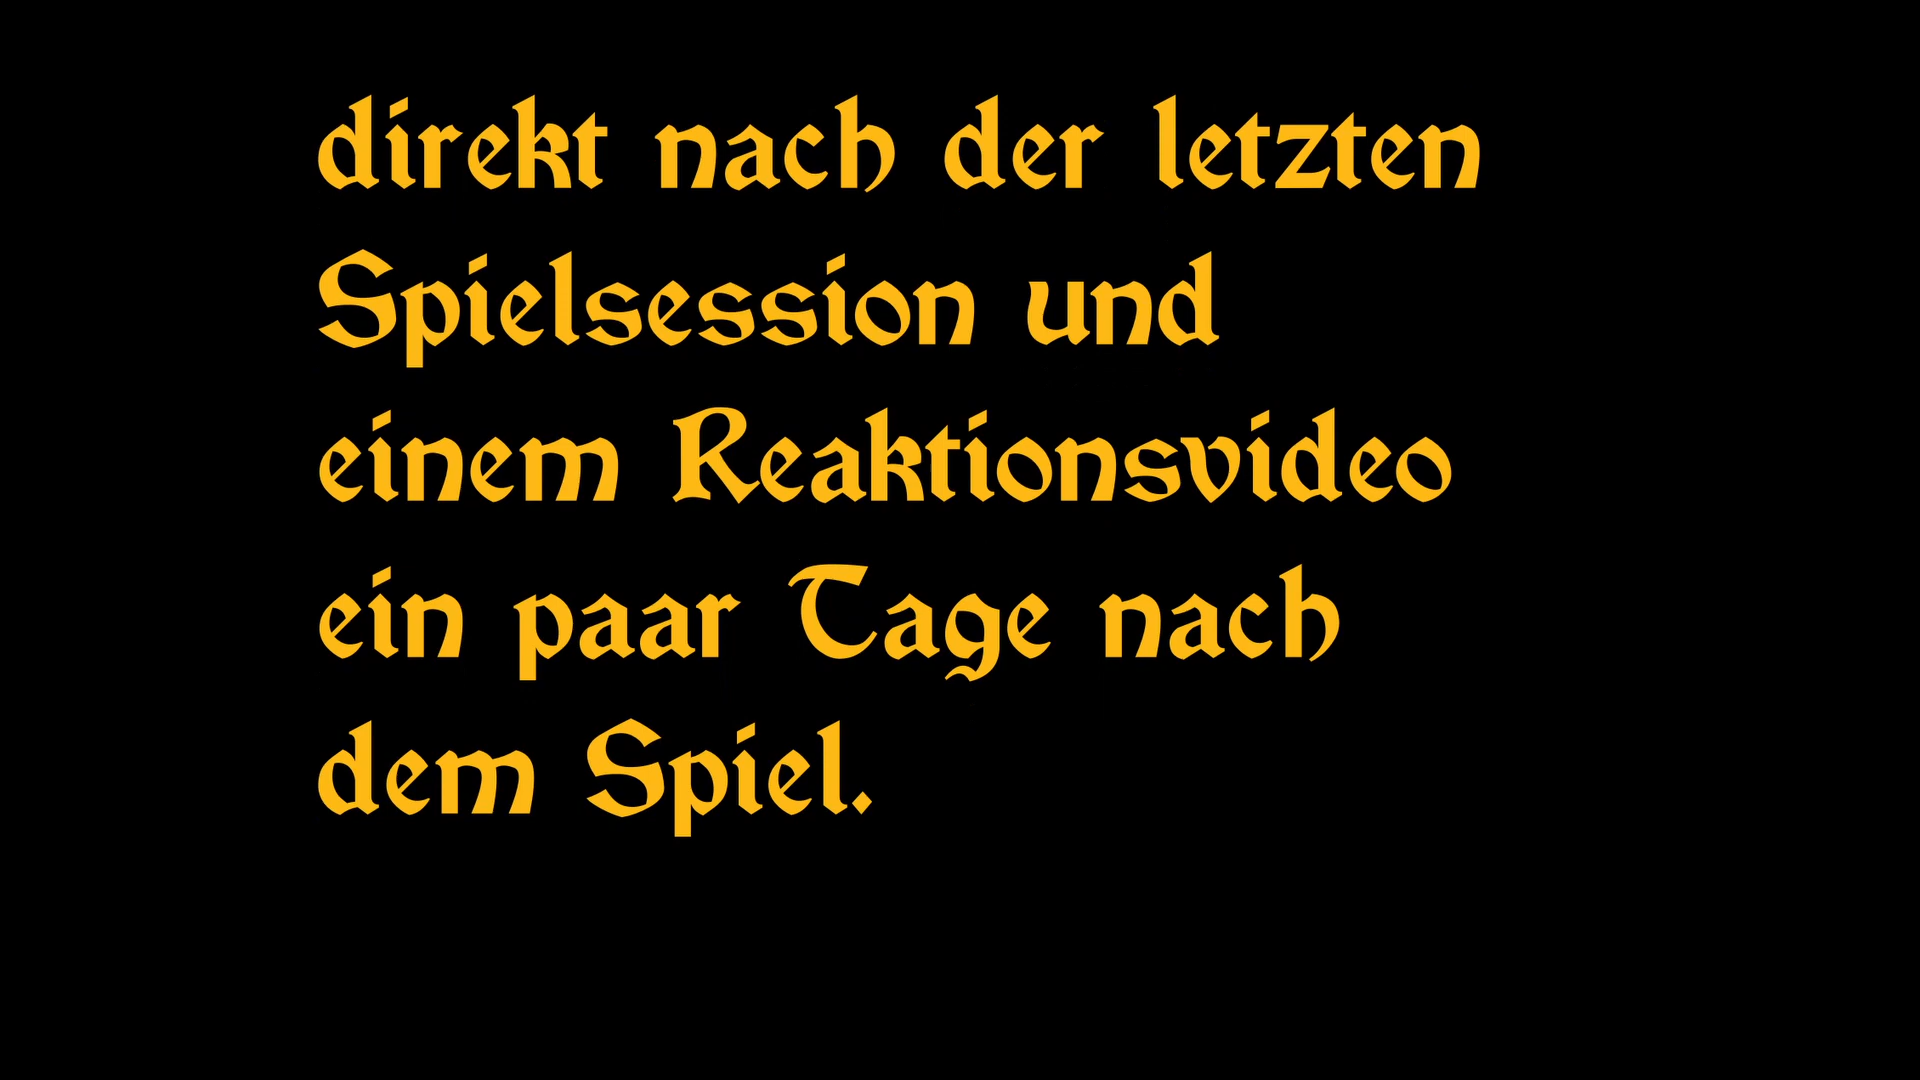 direkt nach der letzten
Spielsession und
einem Reaktionsvideo
ein paar Tage nach
dem Spiel.